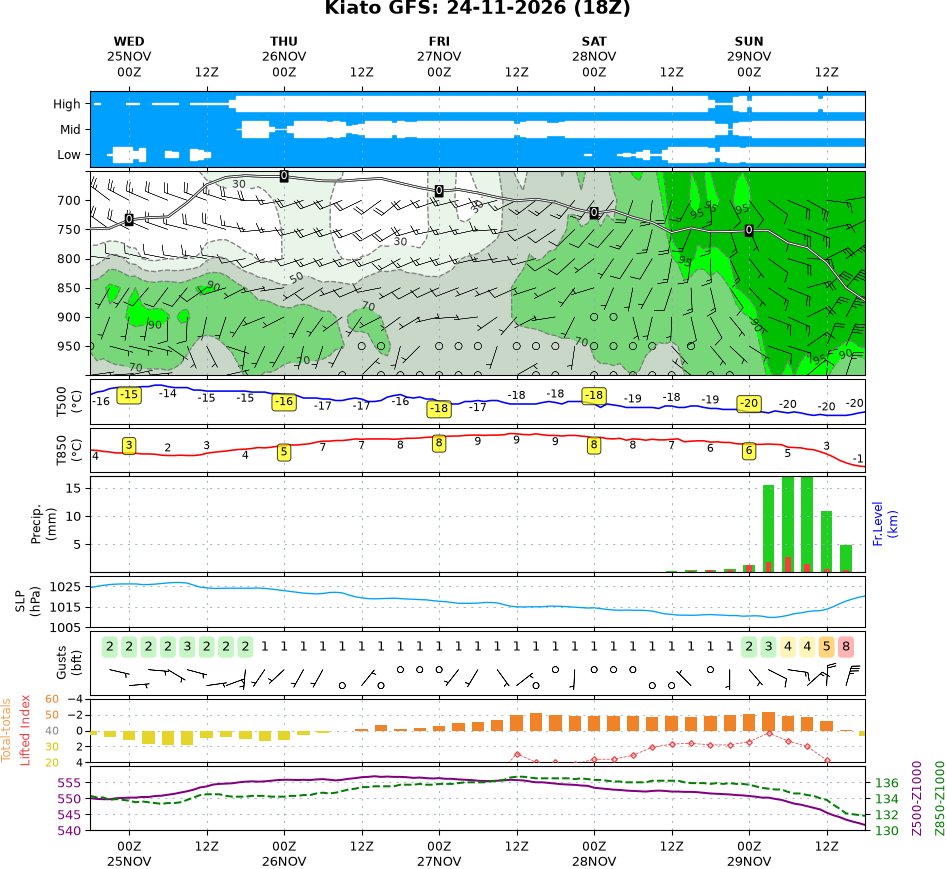 Kiato GFS: 24-11-2026 (18Z)
WED THU FRI SAT SUN
25NOV 26NOV 27NOV 28NOV 29NOV
00Z 12Z 00Z 12Z 00Z 12Z 00Z 12Z 00Z 12Z
High
Mid
Low
700
750
800
850
900
950
0 0 0 0 0
30 30 30 50 70 70 70 70 90 90 90 90 90 95 95 95 95 95
T500
(°C)
-16 -15 -14 -15 -15 -16 -17 -17 -16 -18 -17 -18 -18 -18 -19 -18 -19 -20 -20 -20 -20
T850
(°C)
4 3 2 3 4 5 7 7 8 8 9 9 9 8 8 7 6 6 5 3 -1
Precip.
(mm)
15
10
5
Fr.Level
(km)
SLP
(hPa)
1025
1015
1005
Gusts
(bft)
2 2 2 2 3 2 2 2 1 1 1 1 1 1 1 1 1 1 1 1 1 1 1 1 1 1 1 1 1 1 1 1 1 2 3 4 4 5 8
Total-totals
Lifted Index
60 −4
50 −2
40 0
30 2
20 4
555
550
545
540
136
134
132
130
Z500-Z1000
Z850-Z1000
00Z 12Z 00Z 12Z 00Z 12Z 00Z 12Z 00Z 12Z
25NOV 26NOV 27NOV 28NOV 29NOV